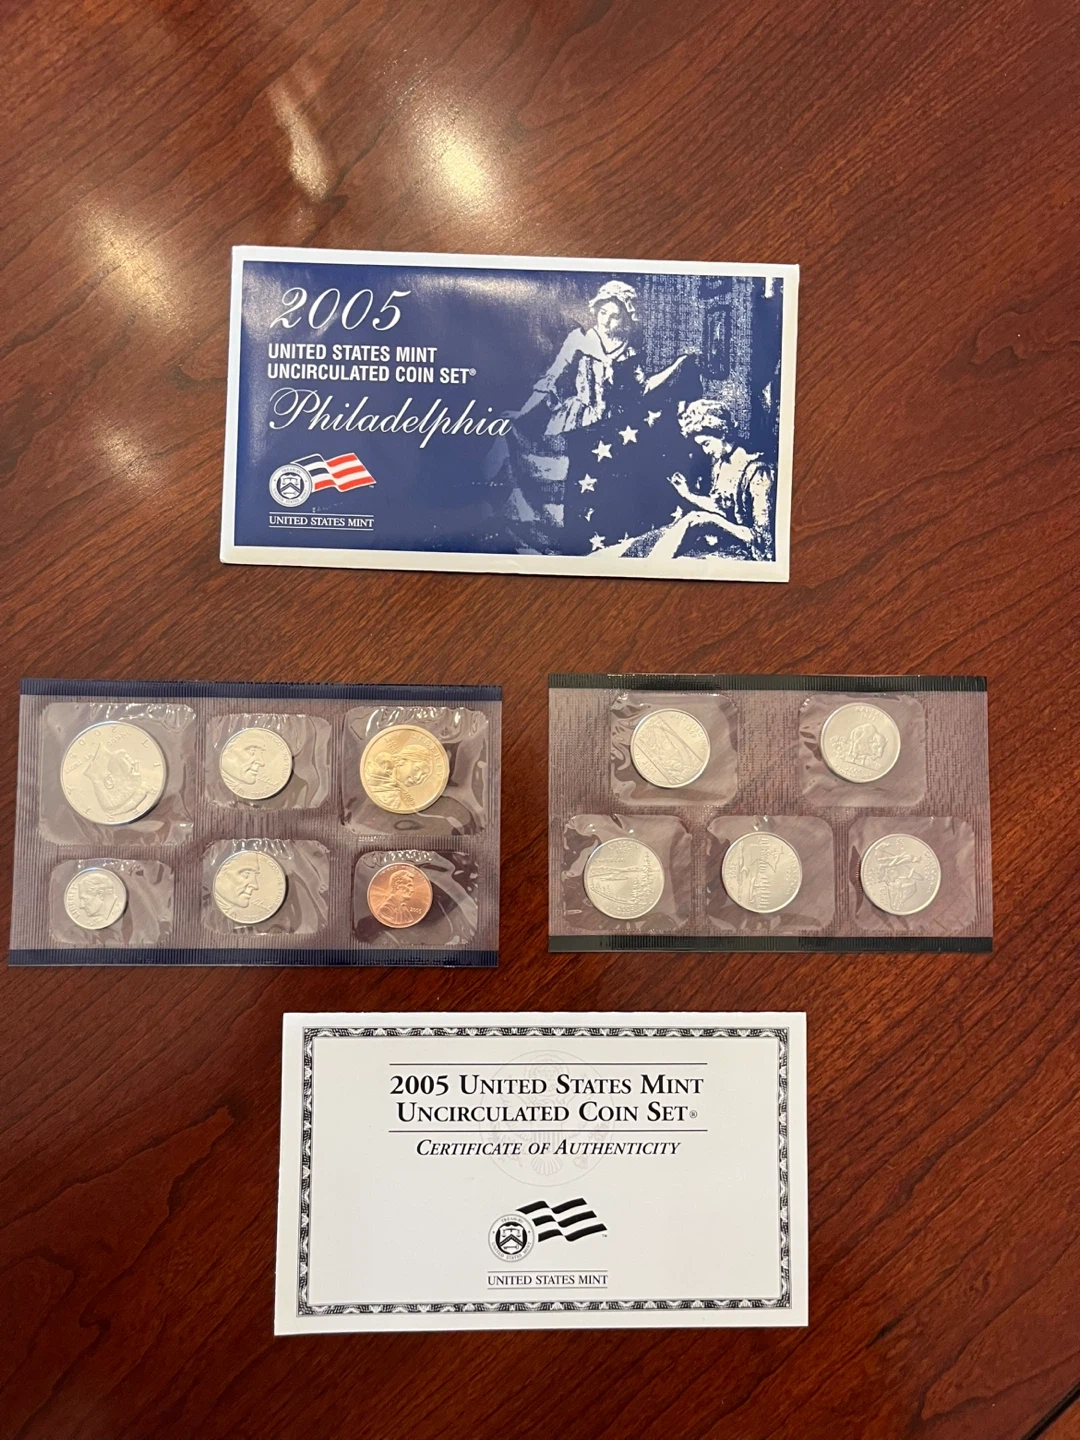 2005
UNITED STATES MINT
UNCIRCULATED COIN SET®
Philadelphia
UNITED STATES MINT
2005 UNITED STATES MINT
UNCIRCULATED COIN SET®
CERTIFICATE OF AUTHENTICITY
UNITED STATES MINT